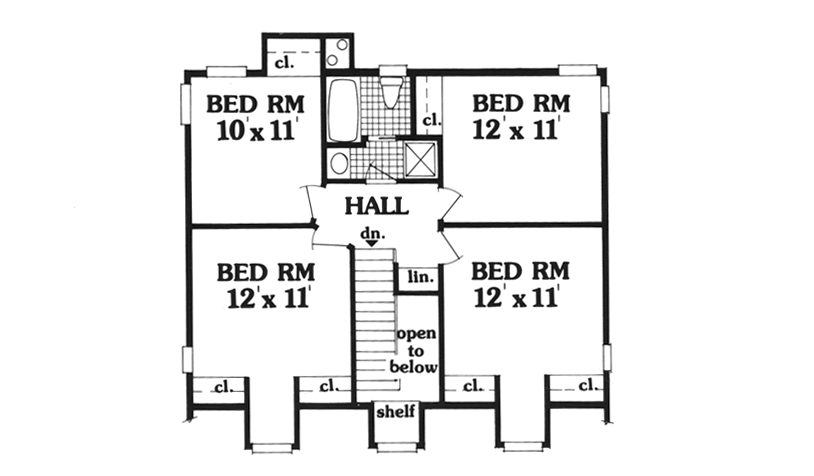 cl.
BED RM
10' x 11'
cl.
BED RM
12' x 11'
HALL
dn.
BED RM
12' x 11'
lin.
BED RM
12' x 11'
open
to
below
cl.
cl.
cl.
cl.
shelf